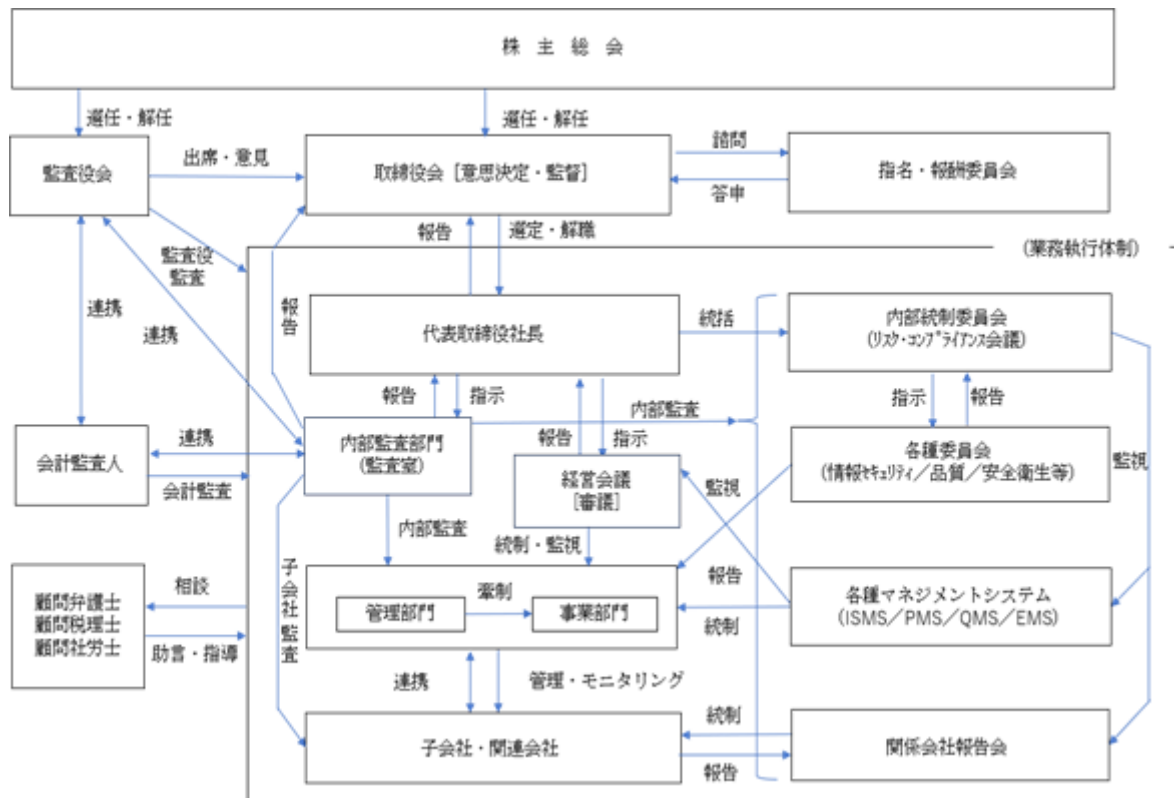 株 主 総 会
選任・解任
選任・解任
監査役会
出席・意見
取締役会［意思決定・監督］
諮問
答申
指名・報酬委員会
監査役
監査
報告
選定・解職
（業務執行体制）
連携
連携
報告
代表取締役社長
統括
内部統制委員会
(ﾘｽｸ・ｺﾝﾌﾟﾗｲｱﾝｽ会議)
報告
指示
指示
報告
監視
会計監査人
連携
会計監査
内部監査部門
(監査室)
内部監査
報告
指示
経営会議
［審議］
各種委員会
(情報ｾｷｭﾘﾃｨ／品質／安全衛生等)
監視
内部監査
統制・監視
子会社監査
顧問弁護士
顧問税理士
顧問社労士
相談
助言・指導
管理部門
牽制
事業部門
報告
統制
各種マネジメントシステム
(ISMS／PMS／QMS／EMS)
連携
管理・モニタリング
子会社・関連会社
統制
報告
関係会社報告会